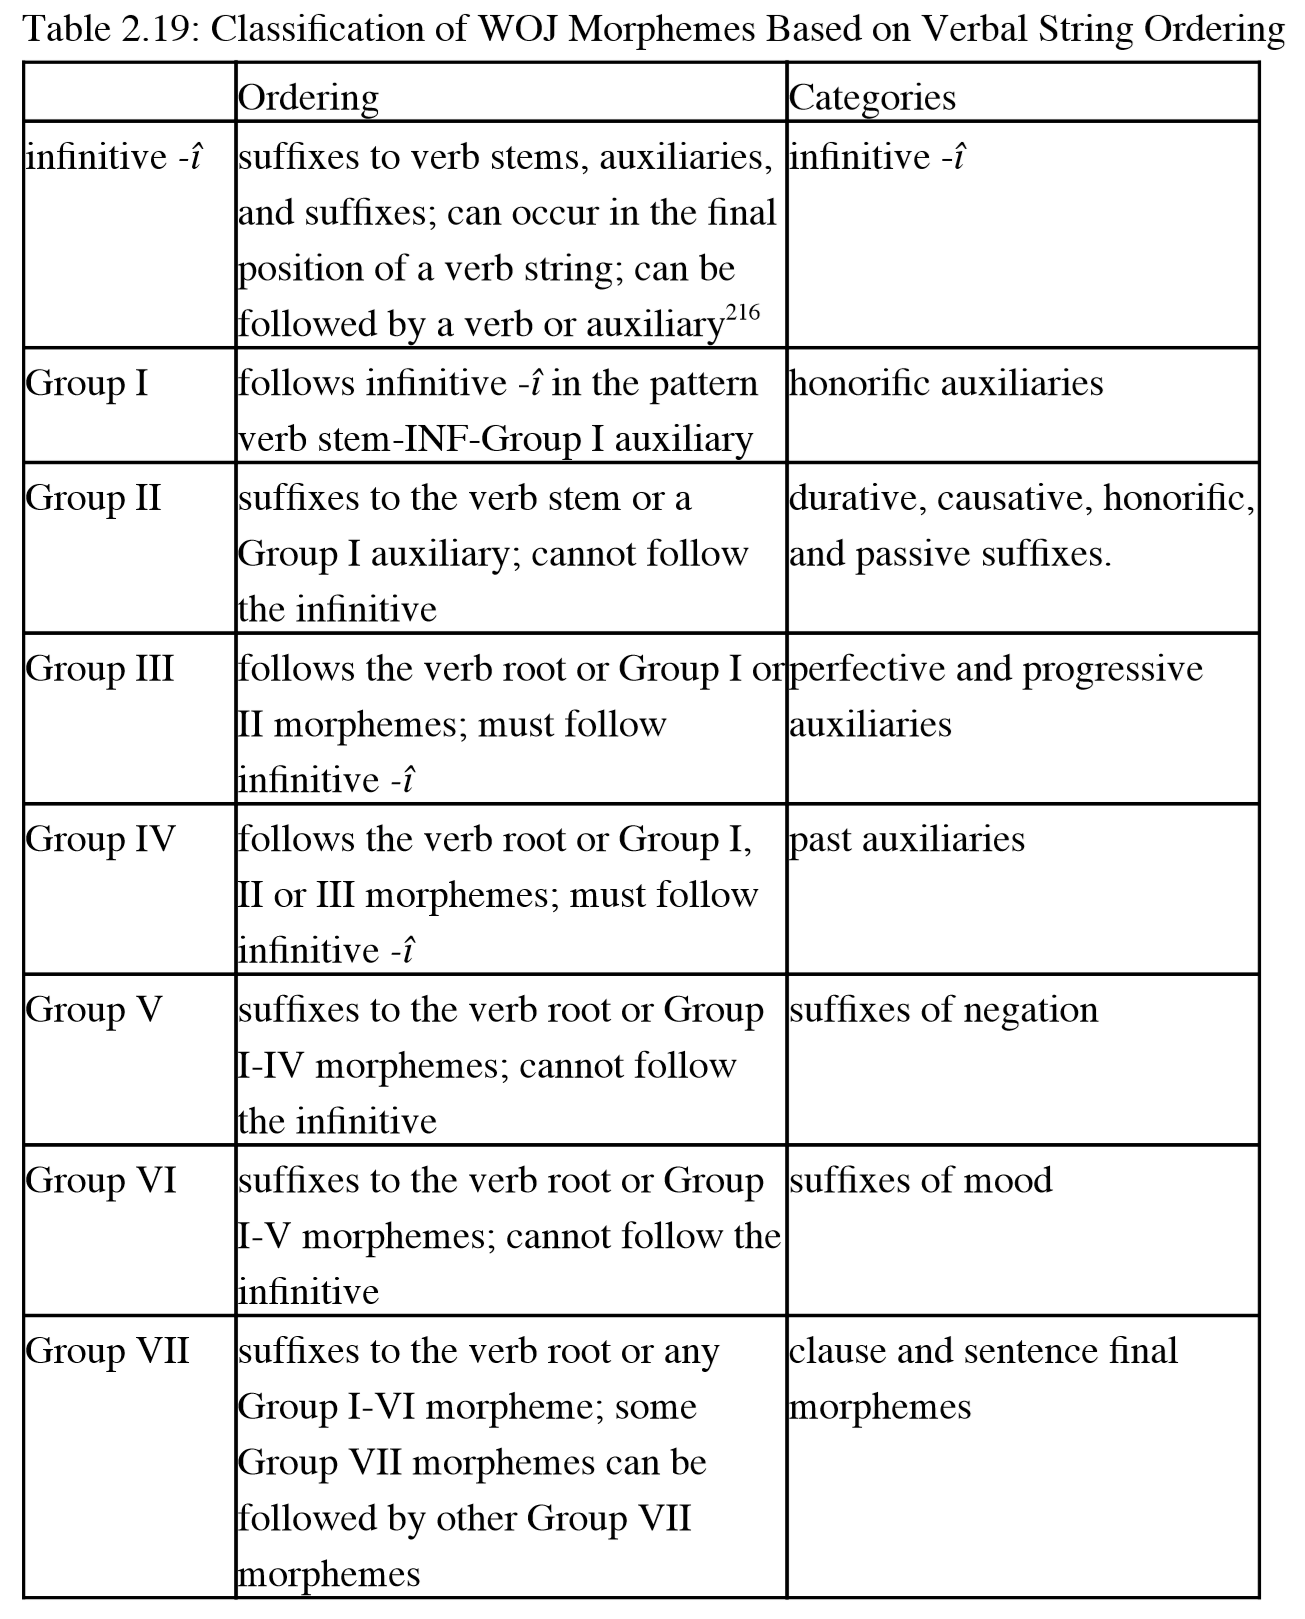 Table 2.19: Classification of WOJ Morphemes Based on Verbal String Ordering
Ordering
Categories
infinitive -î
suffixes to verb stems, auxiliaries,
and suffixes; can occur in the final
position of a verb string; can be
followed by a verb or auxiliary216
infinitive -î
Group I
follows infinitive -î in the pattern
verb stem-INF-Group I auxiliary
honorific auxiliaries
Group II
suffixes to the verb stem or a
Group I auxiliary; cannot follow
the infinitive
durative, causative, honorific,
and passive suffixes.
Group III
follows the verb root or Group I or
II morphemes; must follow
infinitive -î
perfective and progressive
auxiliaries
Group IV
follows the verb root or Group I,
II or III morphemes; must follow
infinitive -î
past auxiliaries
Group V
suffixes to the verb root or Group
I-IV morphemes; cannot follow
the infinitive
suffixes of negation
Group VI
suffixes to the verb root or Group
I-V morphemes; cannot follow the
infinitive
suffixes of mood
Group VII
suffixes to the verb root or any
Group I-VI morpheme; some
Group VII morphemes can be
followed by other Group VII
morphemes
clause and sentence final
morphemes